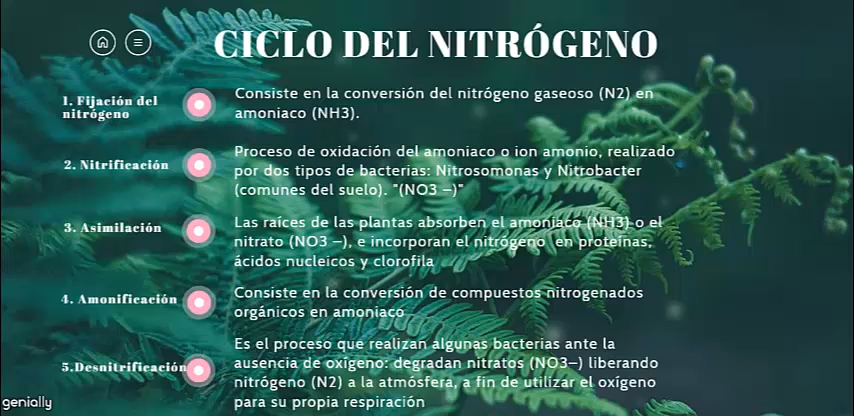 CICLO DEL NITRÓGENO
1. Fijación del
nitrógeno
Consiste en la conversión del nitrógeno gaseoso (N2) en
amoniaco (NH3).
2. Nitrificación
Proceso de oxidación del amoniaco o ion amonio, realizado
por dos tipos de bacterias: Nitrosomonas y Nitrobacter
(comunes del suelo). "(NO3 –)"
3. Asimilación
Las raíces de las plantas absorben el amoniaco (NH3) o el
nitrato (NO3 –), e incorporan el nitrógeno en proteínas,
ácidos nucleicos y clorofila
4. Amonificación
Consiste en la conversión de compuestos nitrogenados
orgánicos en amoniaco
5.Desnitrificación
Es el proceso que realizan algunas bacterias ante la
ausencia de oxígeno: degradan nitratos (NO3–) liberando
nitrógeno (N2) a la atmósfera, a fin de utilizar el oxígeno
para su propia respiración
genially